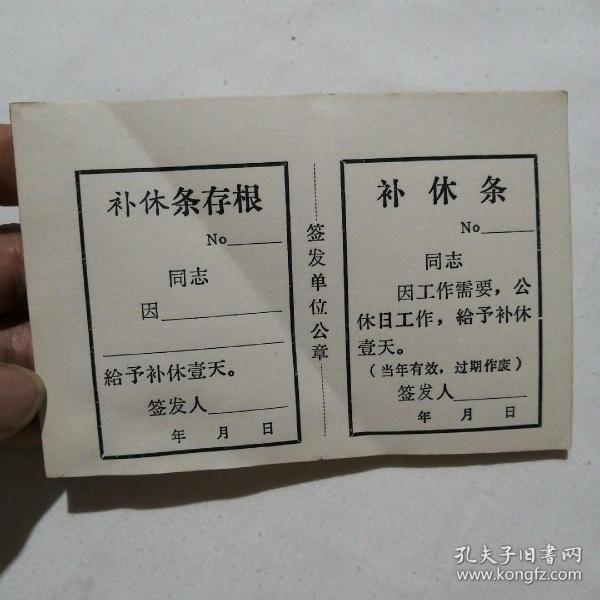 补休条存根
No
同志
因
給予补休壹天。
签发人
年 月 日
签发单位公章
补休条
No
同志
因工作需要，公
休日工作，給予补休
壹天。
（当年有效，过期作废）
签发人
年 月 日
孔夫子旧书网
www.kongfz.com